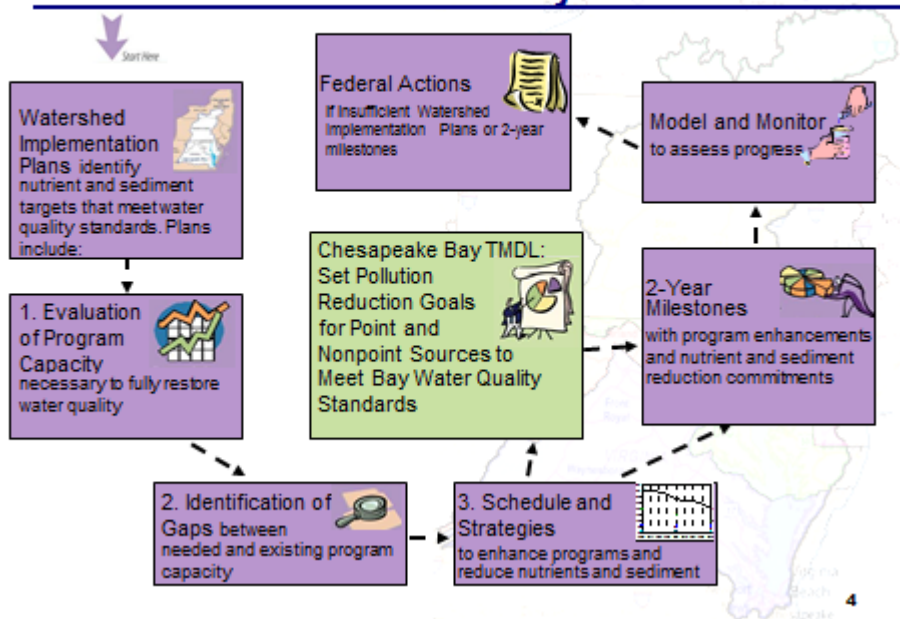 Start Here
Watershed
Implementation
Plans identify
nutrient and sediment
targets that meet water
quality standards. Plans
include:
1. Evaluation
of Program
Capacity
necessary to fully restore
water quality
2. Identification of
Gaps between
needed and existing program
capacity
3. Schedule and
Strategies
to enhance programs and
reduce nutrients and sediment
Chesapeake Bay TMDL:
Set Pollution
Reduction Goals
for Point and
Nonpoint Sources to
Meet Bay Water Quality
Standards
2-Year
Milestones
with program enhancements
and nutrient and sediment
reduction commitments
Model and Monitor
to assess progress
Federal Actions
If Insufficient Watershed
Implementation Plans or 2-year
milestones
4